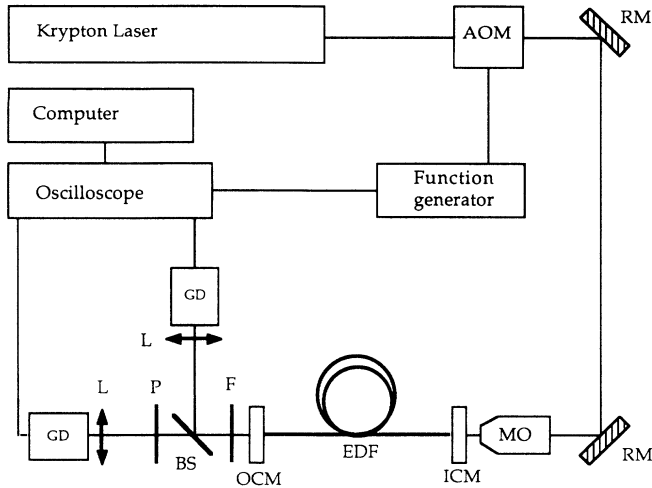 Krypton Laser
AOM
RM
Computer
Oscilloscope
Function
generator
GD
L
L
P
F
GD
BS
OCM
EDF
ICM
MO
RM